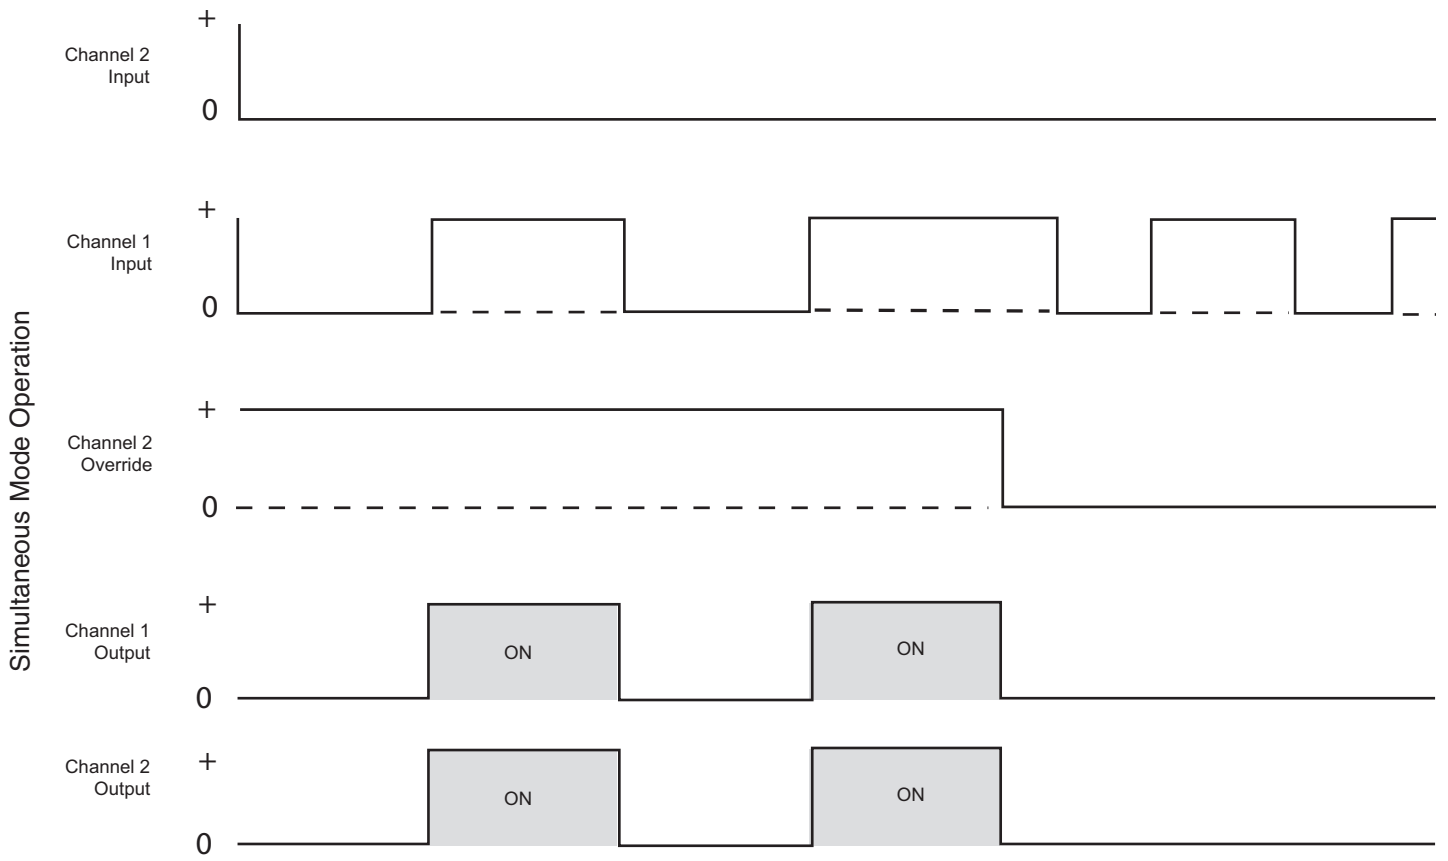 Simultaneous Mode Operation
+
Channel 2
Input
0
+
Channel 1
Input
0
+
Channel 2
Override
0
+
Channel 1
Output
ON
ON
0
+
Channel 2
Output
ON
ON
0